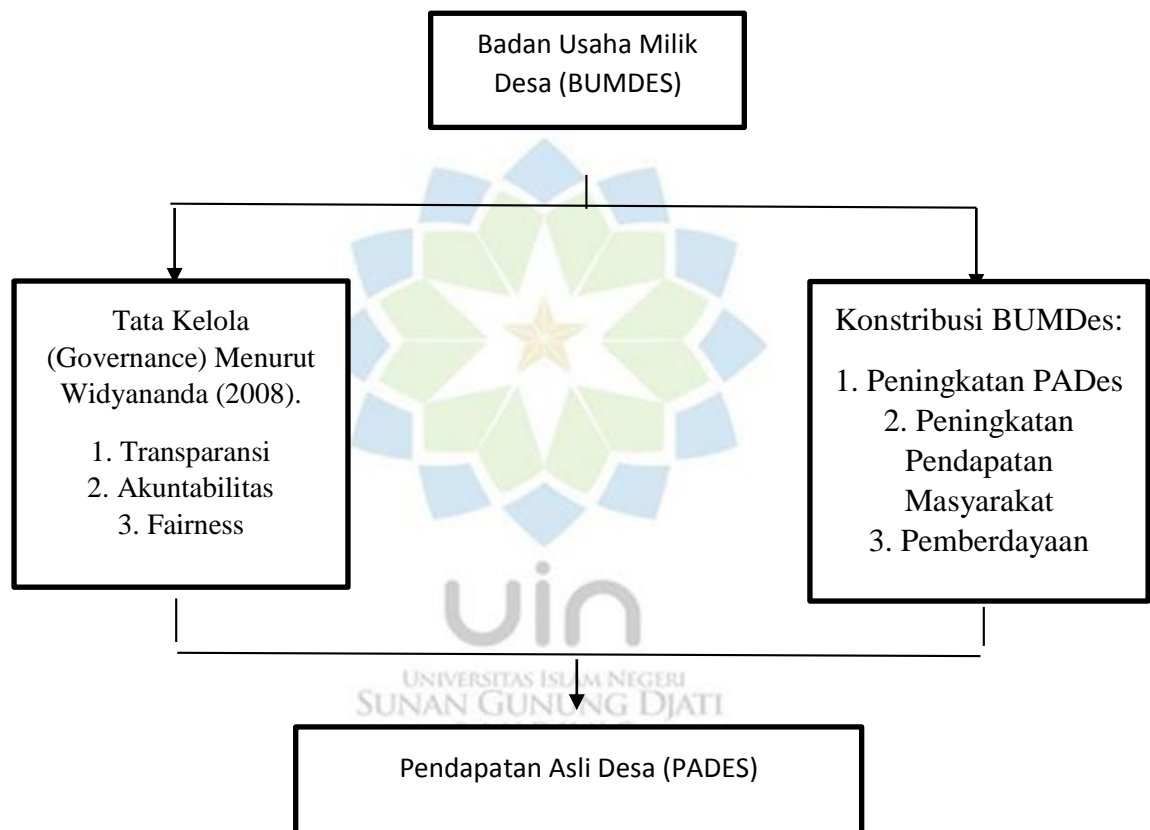 Badan Usaha Milik
Desa (BUMDES)
Tata Kelola
(Governance) Menurut
Widyananda (2008).
1. Transparansi
2. Akuntabilitas
3. Fairness
Konstribusi BUMDes:
1. Peningkatan PADes
2. Peningkatan
Pendapatan
Masyarakat
3. Pemberdayaan
uin
UNIVERSITAS ISLAM NEGERI
SUNAN GUNUNG DJATI
Pendapatan Asli Desa (PADES)